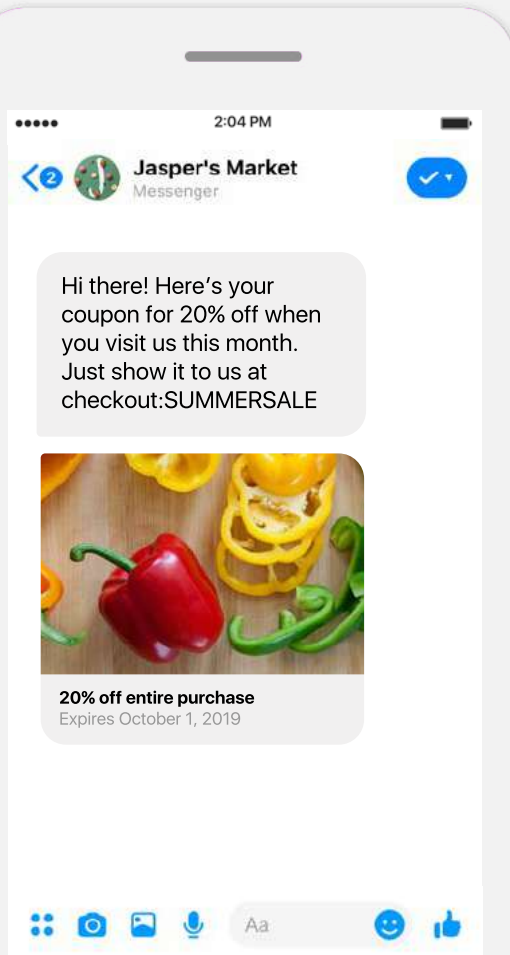 2:04 PM
2
Jasper's Market
Messenger
Hi there! Here's your
coupon for 20% off when
you visit us this month.
Just show it to us at
checkout:SUMMERSALE
20% off entire purchase
Expires October 1, 2019
Aa